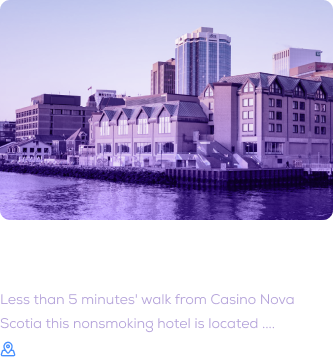 Less than 5 minutes' walk from Casino Nova
Scotia this nonsmoking hotel is located ....